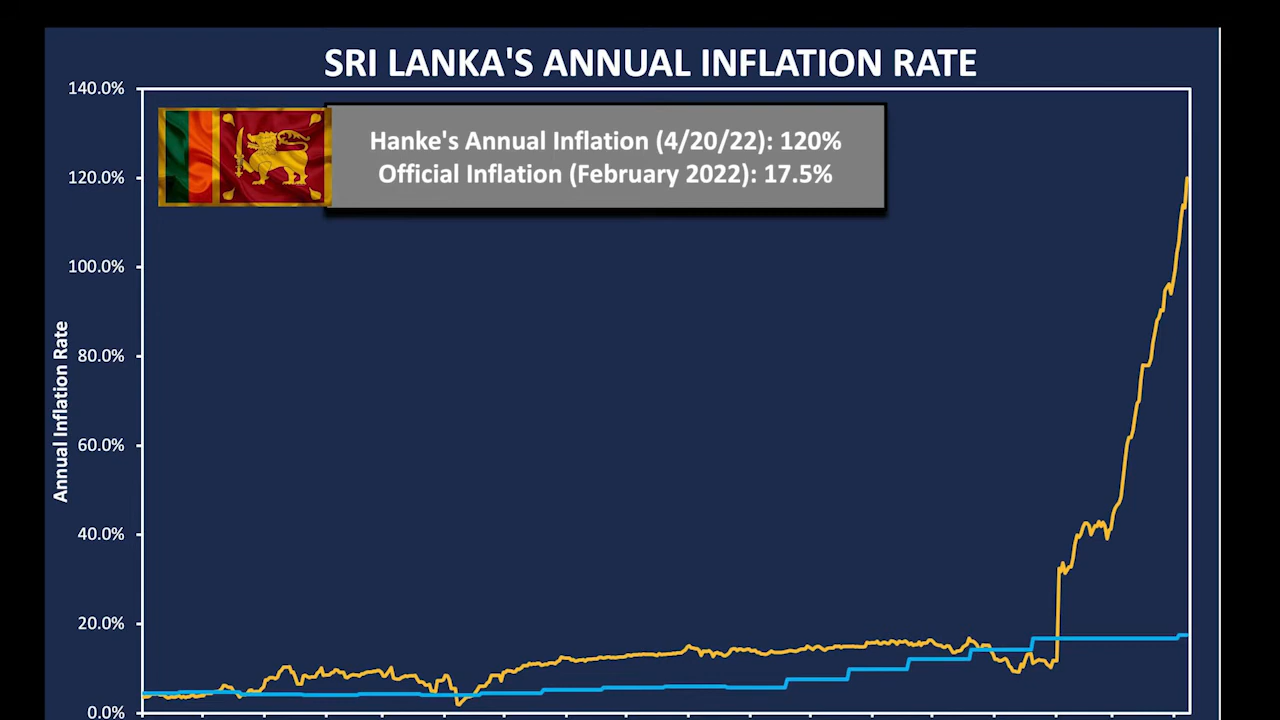 SRI LANKA'S ANNUAL INFLATION RATE
Hanke's Annual Inflation (4/20/22): 120%
Official Inflation (February 2022): 17.5%
Annual Inflation Rate
140.0%
120.0%
100.0%
80.0%
60.0%
40.0%
20.0%
0.0%